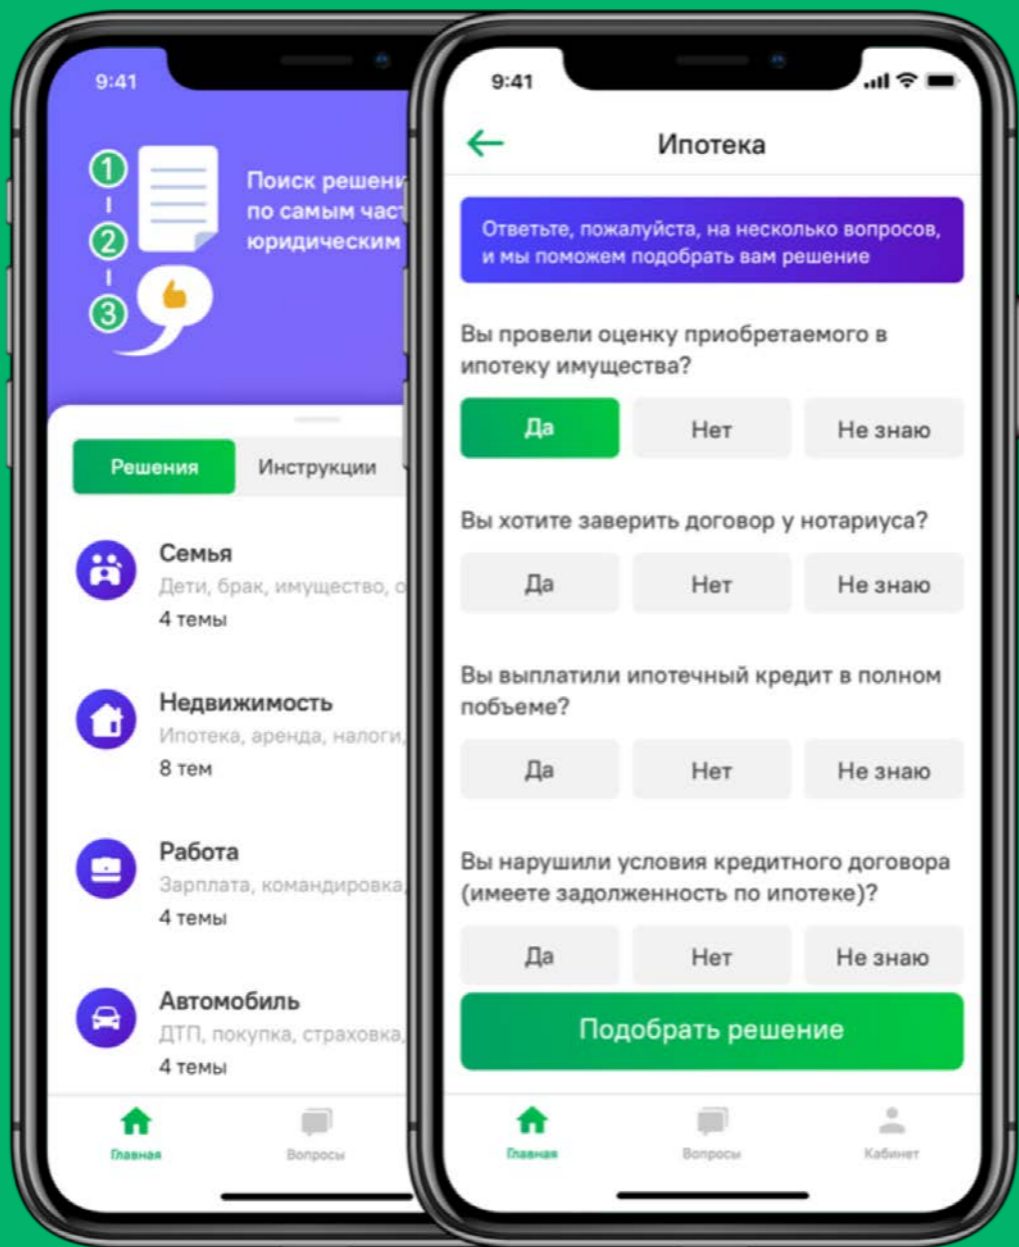 9:41
1
2
3
Поиск решени
по самым част
юридическим
Решения
Инструкции
Семья
Дети, брак, имущество, о
4 темы
Недвижимость
Ипотека, аренда, налоги,
8 тем
Работа
Зарплата, командировка,
4 темы
Автомобиль
ДТП, покупка, страховка,
4 темы
Главная
Вопросы
9:41
Ипотека
Ответьте, пожалуйста, на несколько вопросов,
и мы поможем подобрать вам решение
Вы провели оценку приобретаемого в
ипотеку имущества?
Да
Нет
Не знаю
Вы хотите заверить договор у нотариуса?
Да
Нет
Не знаю
Вы выплатили ипотечный кредит в полном
побъеме?
Да
Нет
Не знаю
Вы нарушили условия кредитного договора
(имеете задолженность по ипотеке)?
Да
Нет
Не знаю
Подобрать решение
Главная
Вопросы
Кабинет